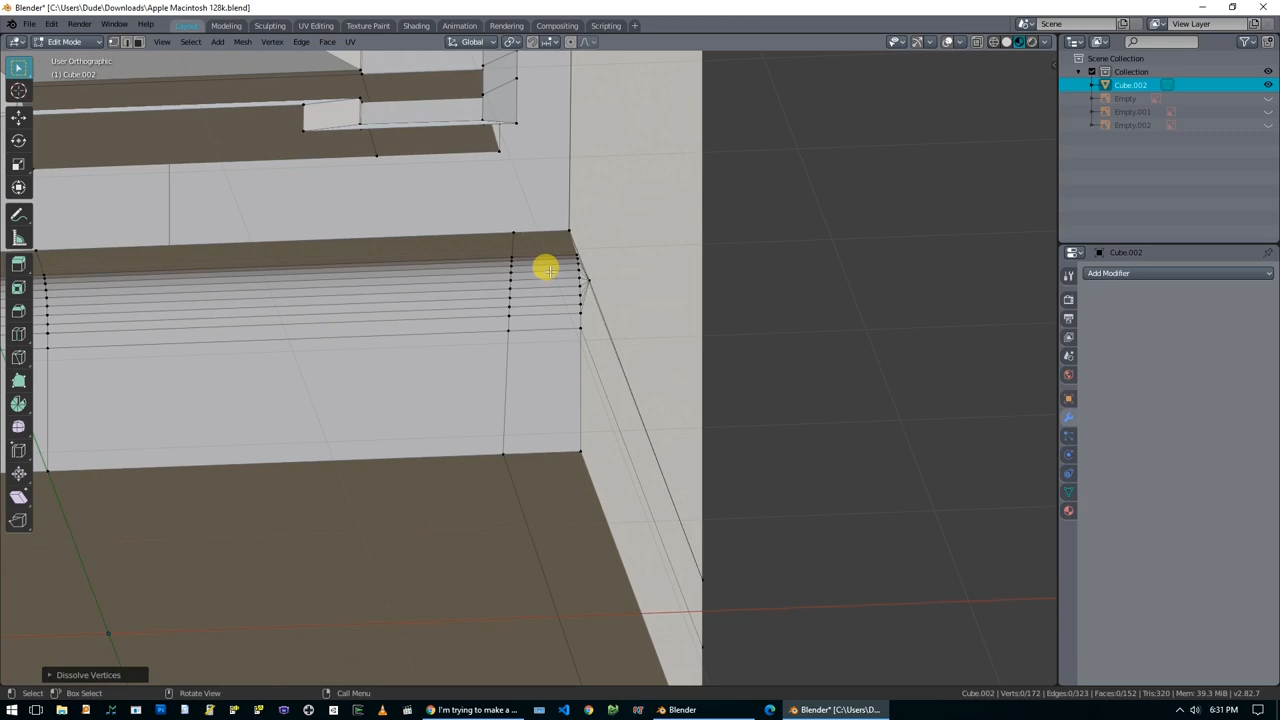 Blender* [C:\Users\Dude\Downloads\Apple Macintosh 128k.blend]
File Edit Render Window Help Layout Modeling Sculpting UV Editing Texture Paint Shading Animation Rendering Compositing Scripting + Scene View Layer
Edit Mode View Select Add Mesh Vertex Edge Face UV Global
User Orthographic
(1) Cube.002
Scene Collection
Collection
Cube.002
Empty
Empty.001
Empty.002
Cube.002
Add Modifier
Dissolve Vertices
Select Box Select Rotate View Call Menu Cube.002 | Verts:0/172 | Edges:0/323 | Faces:0/152 | Tris:320 | Mem: 39.3 MiB | v2.82.7
I'm trying to make a ... Blender Blender* [C:\Users\D... 6:31 PM